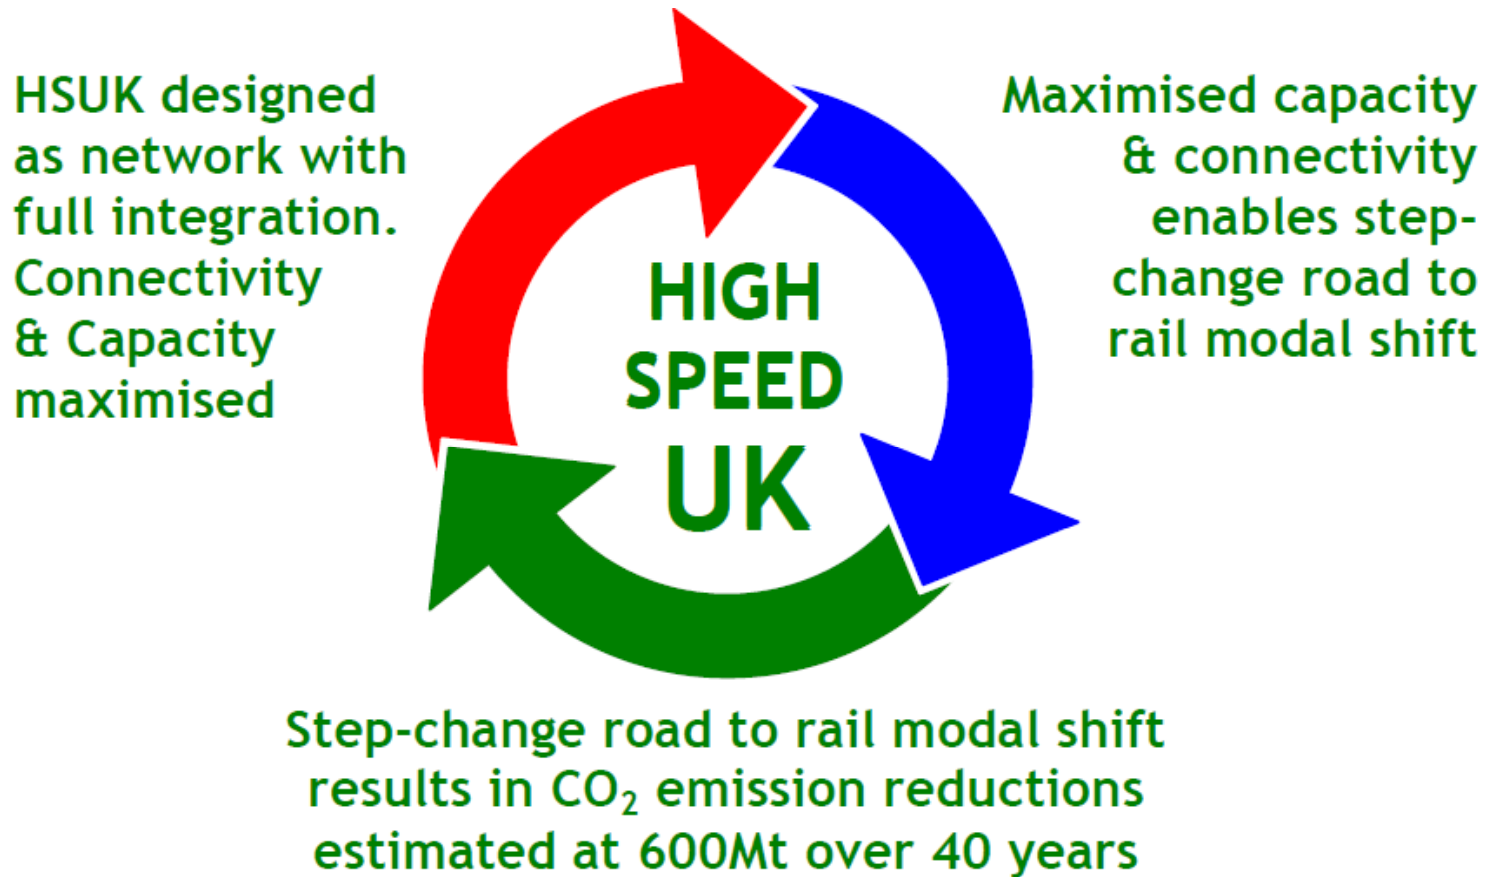 HSUK designed
as network with
full integration.
Connectivity
& Capacity
maximised
HIGH
SPEED
UK
Maximised capacity
& connectivity
enables step-
change road to
rail modal shift
Step-change road to rail modal shift
results in CO₂ emission reductions
estimated at 600Mt over 40 years